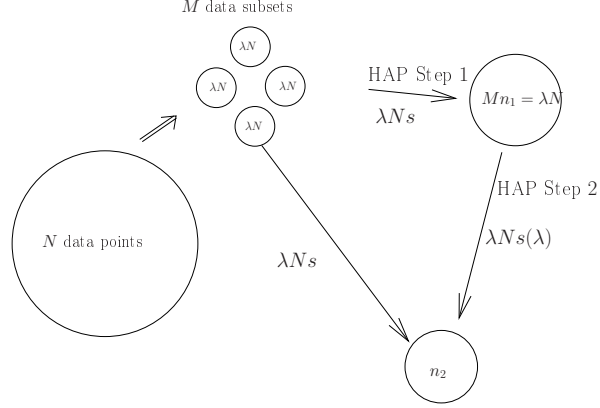 M data subsets
λN
λN
λN
λN
HAP Step 1
λNs
Mn₁ = λN
N data points
HAP Step 2
λNs(λ)
λNs
n₂